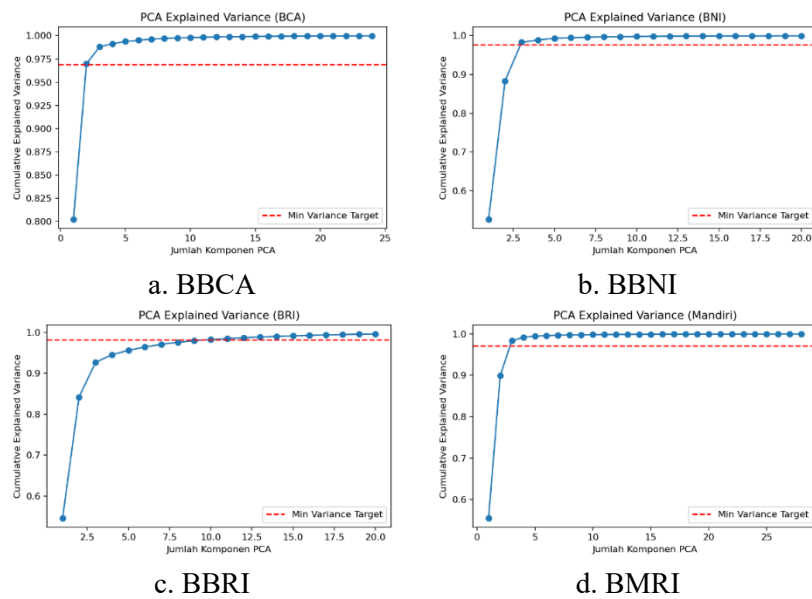 PCA Explained Variance (BCA)
Cumulative Explained Variance
1.000
0.975
0.950
0.925
0.900
0.875
0.850
0.825
0.800
0 5 10 15 20 25
Jumlah Komponen PCA
Min Variance Target
a. BBCA
PCA Explained Variance (BNI)
Cumulative Explained Variance
1.0
0.9
0.8
0.7
0.6
2.5 5.0 7.5 10.0 12.5 15.0 17.5 20.0
Jumlah Komponen PCA
Min Variance Target
b. BBNI
PCA Explained Variance (BRI)
Cumulative Explained Variance
1.0
0.9
0.8
0.7
0.6
2.5 5.0 7.5 10.0 12.5 15.0 17.5 20.0
Jumlah Komponen PCA
Min Variance Target
c. BBRI
PCA Explained Variance (Mandiri)
Cumulative Explained Variance
1.0
0.9
0.8
0.7
0.6
0 5 10 15 20 25
Jumlah Komponen PCA
Min Variance Target
d. BMRI